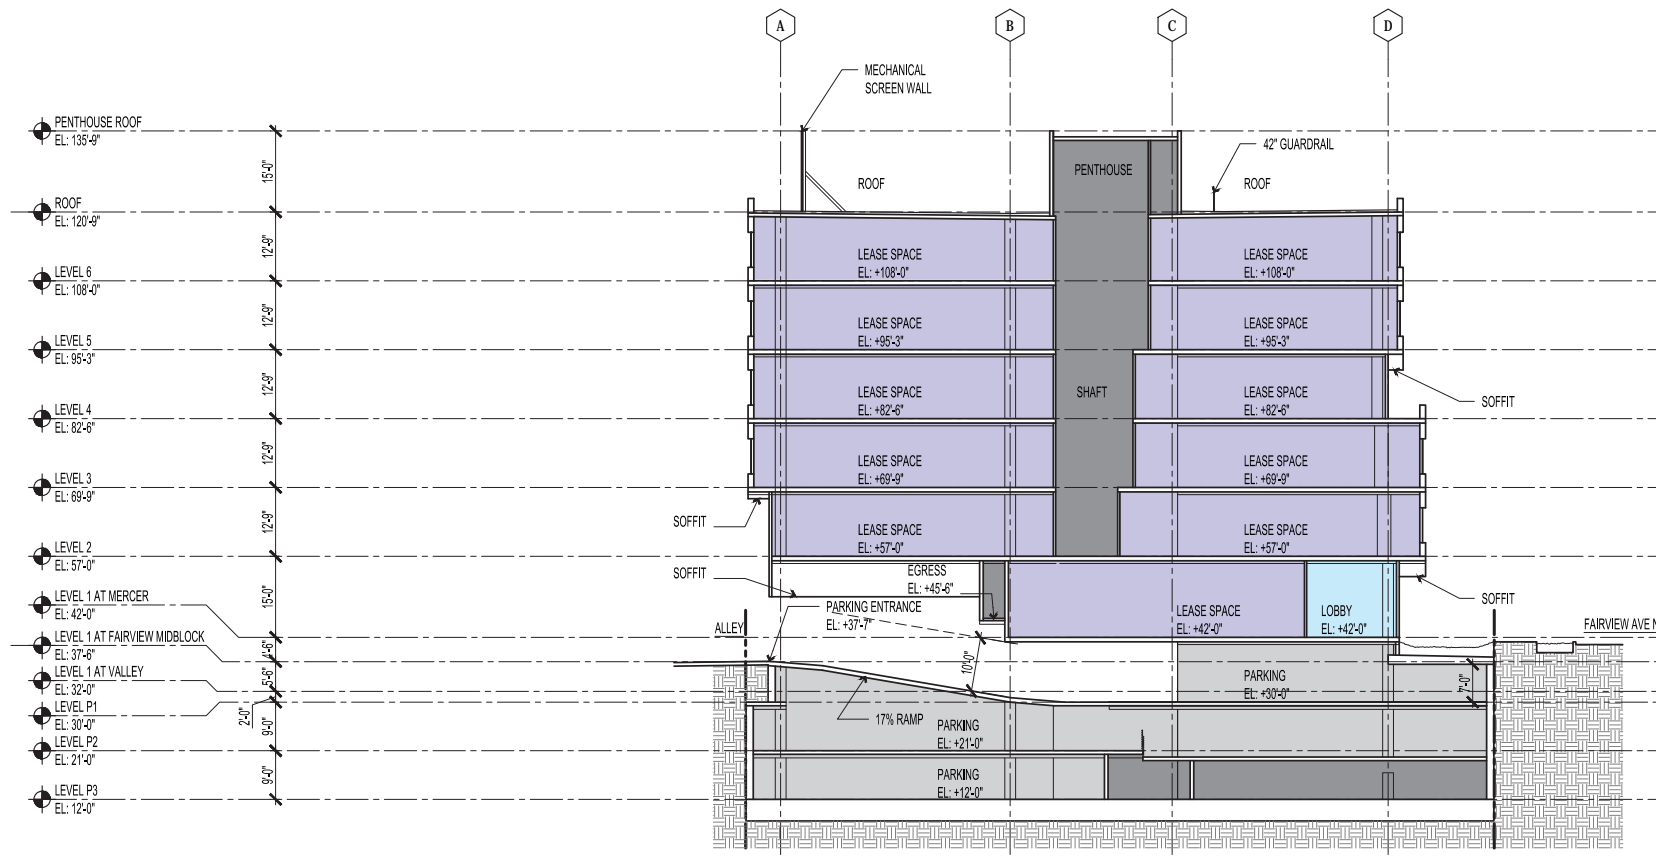 A
B
C
D
MECHANICAL
SCREEN WALL
PENTHOUSE ROOF
EL: 135'-9"
42" GUARDRAIL
15'-0"
PENTHOUSE
ROOF
ROOF
ROOF
EL: 120'-9"
12'-9"
LEASE SPACE
EL: +108'-0"
LEASE SPACE
EL: +108'-0"
LEVEL 6
EL: 108'-0"
12'-9"
LEASE SPACE
EL: +95'-3"
LEASE SPACE
EL: +95'-3"
LEVEL 5
EL: 95'-3"
12'-9"
LEASE SPACE
EL: +82'-6"
SHAFT
LEASE SPACE
EL: +82'-6"
SOFFIT
LEVEL 4
EL: 82'-6"
12'-9"
LEASE SPACE
EL: +69'-9"
LEASE SPACE
EL: +69'-9"
LEVEL 3
EL: 69'-9"
12'-9"
SOFFIT
LEASE SPACE
EL: +57'-0"
LEASE SPACE
EL: +57'-0"
LEVEL 2
EL: 57'-0"
15'-0"
SOFFIT
EGRESS
EL: +45'-6"
SOFFIT
LEVEL 1 AT MERCER
EL: 42'-0"
PARKING ENTRANCE
EL: +37'-7"
LEASE SPACE
EL: +42'-0"
LOBBY
EL: +42'-0"
ALLEY
FAIRVIEW AVE N
LEVEL 1 AT FAIRVIEW MIDBLOCK
EL: 37'-6"
4'-6"
LEVEL 1 AT VALLEY
EL: 32'-0"
5'-6"
10'-0"
PARKING
EL: +30'-0"
7'-0"
LEVEL P1
EL: 30'-0"
2'-0"
9'-0"
17% RAMP
PARKING
EL: +21'-0"
LEVEL P2
EL: 21'-0"
9'-0"
PARKING
EL: +12'-0"
LEVEL P3
EL: 12'-0"